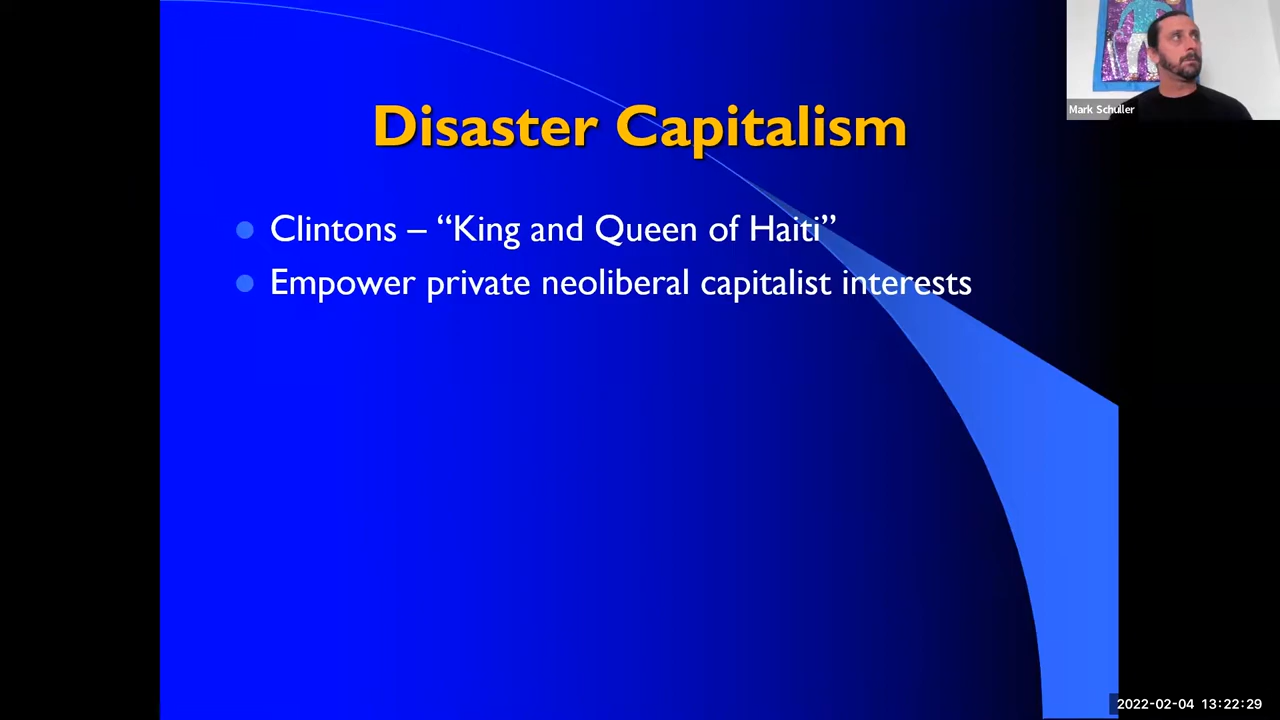 Mark Schuller
Disaster Capitalism
Clintons – “King and Queen of Haiti”
Empower private neoliberal capitalist interests
2022-02-04 13:22:29